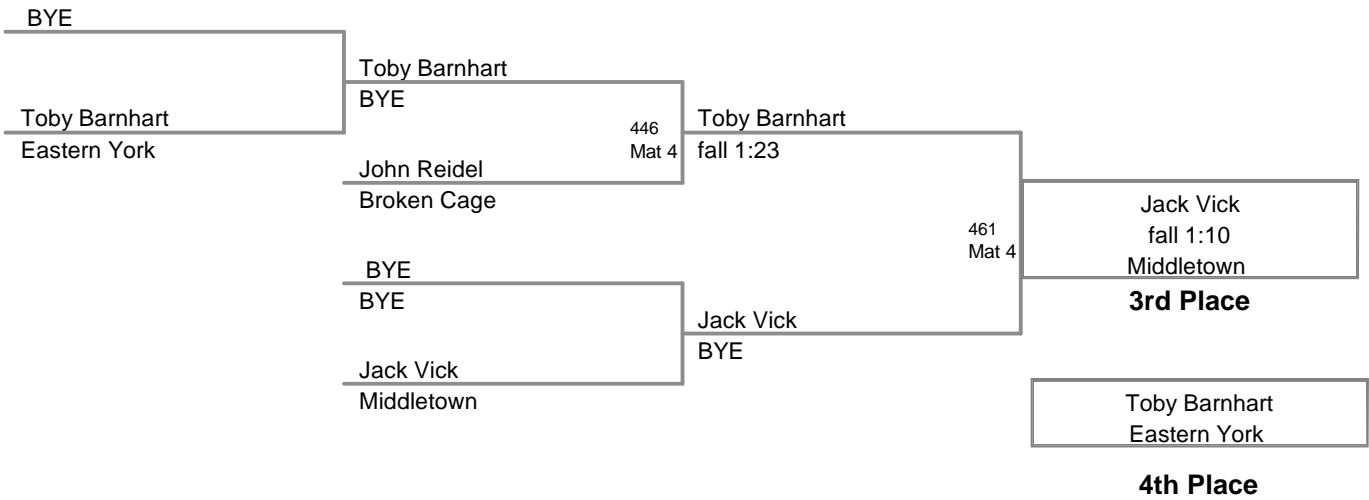 BYE
Toby Barnhart
Eastern York
Toby Barnhart
BYE
446
Mat 4
John Reidel
Broken Cage
BYE
BYE
Jack Vick
Middletown
Toby Barnhart
fall 1:23
461
Mat 4
Jack Vick
BYE
Jack Vick
fall 1:10
Middletown
3rd Place
Toby Barnhart
Eastern York
4th Place